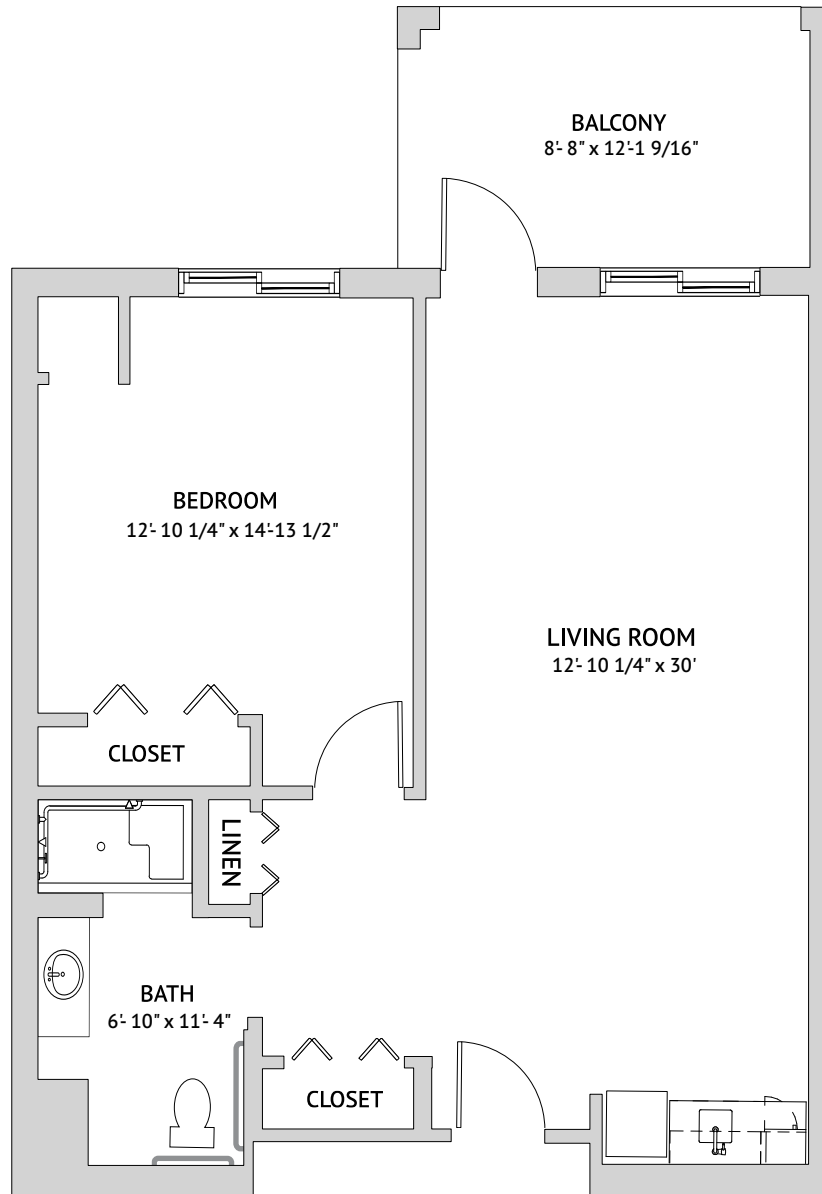 BALCONY
8'- 8" x 12'-1 9/16"
BEDROOM
12'- 10 1/4" x 14'-13 1/2"
LIVING ROOM
12'- 10 1/4" x 30'
CLOSET
LINEN
BATH
6'- 10" x 11'- 4"
CLOSET